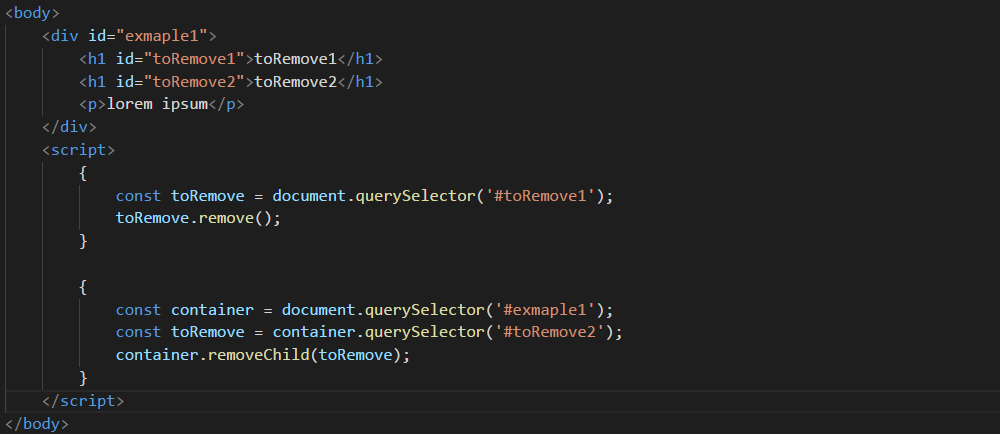 <body>
    <div id="exmaple1">
        <h1 id="toRemove1">toRemove1</h1>
        <h1 id="toRemove2">toRemove2</h1>
        <p>lorem ipsum</p>
    </div>
    <script>
        {
            const toRemove = document.querySelector('#toRemove1');
            toRemove.remove();
        }

        {
            const container = document.querySelector('#exmaple1');
            const toRemove = container.querySelector('#toRemove2');
            container.removeChild(toRemove);
        }
    </script>
</body>